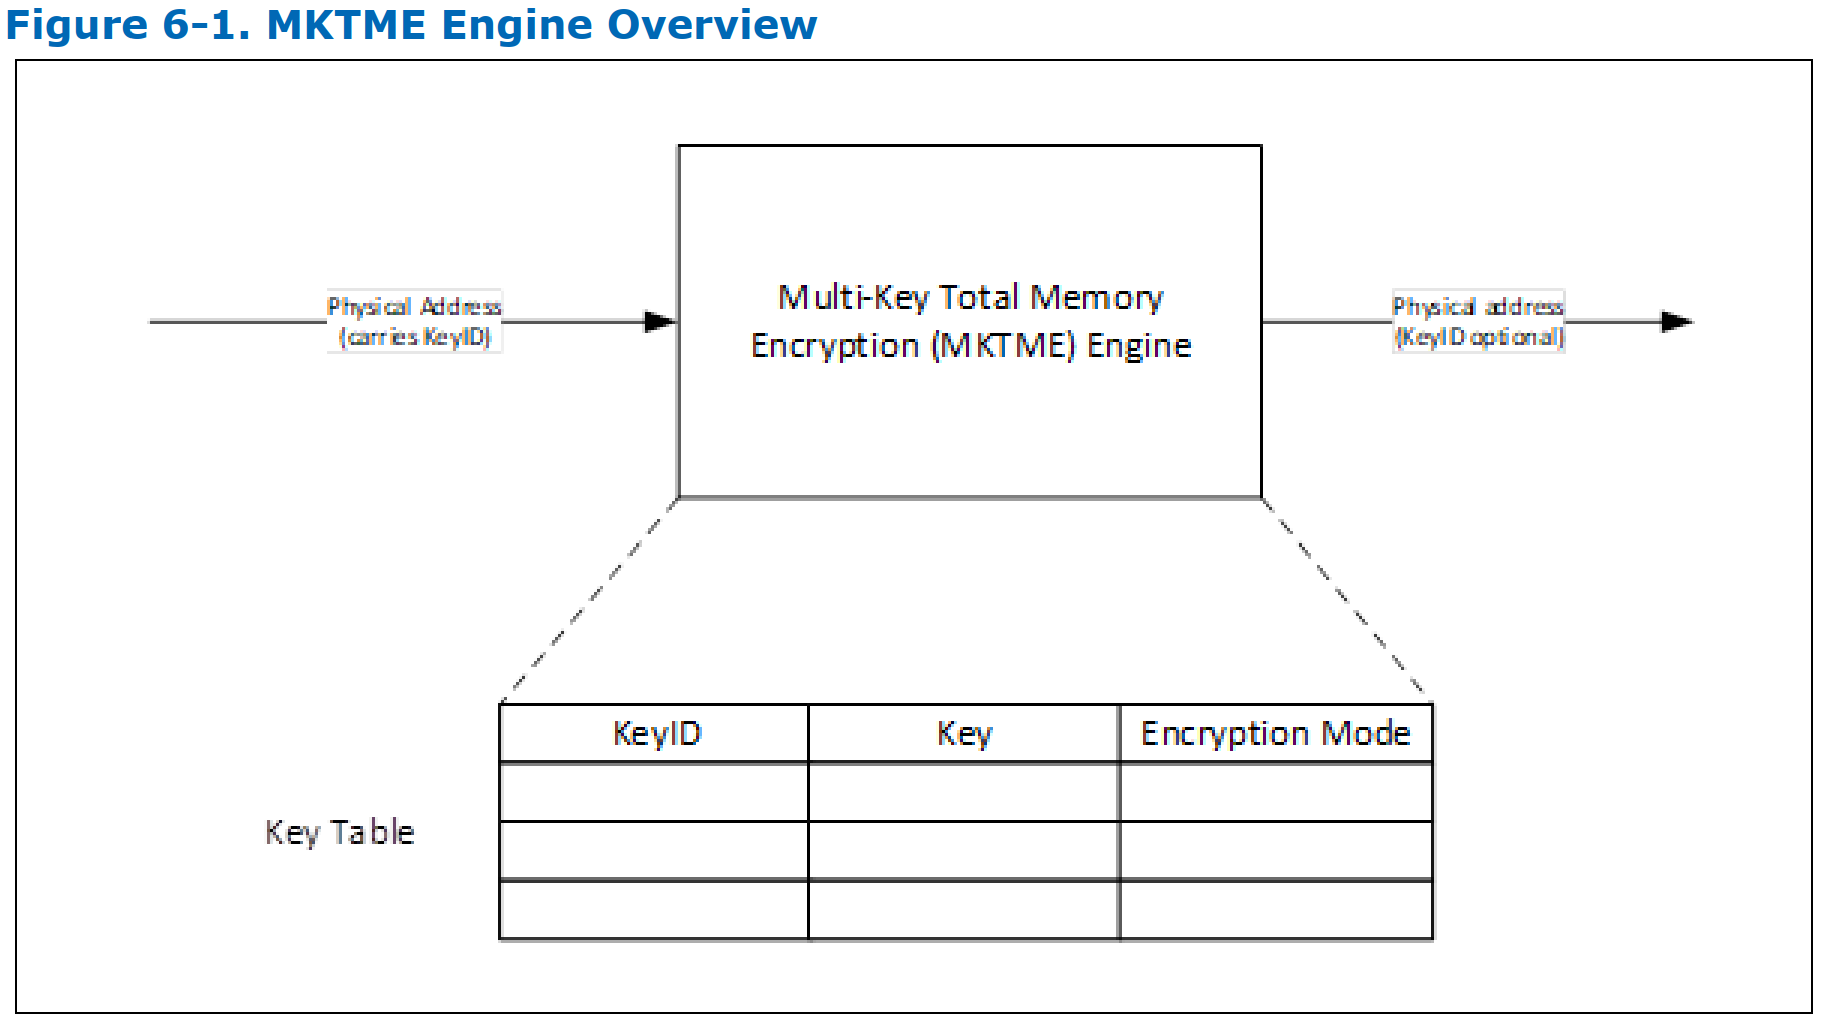 Figure 6-1. MKTME Engine Overview
Multi-Key Total Memory
Encryption (MKTME) Engine
Physical Address
(carries KeyID)
Physical address
(KeyID optional)
KeyID Key Encryption Mode
Key Table